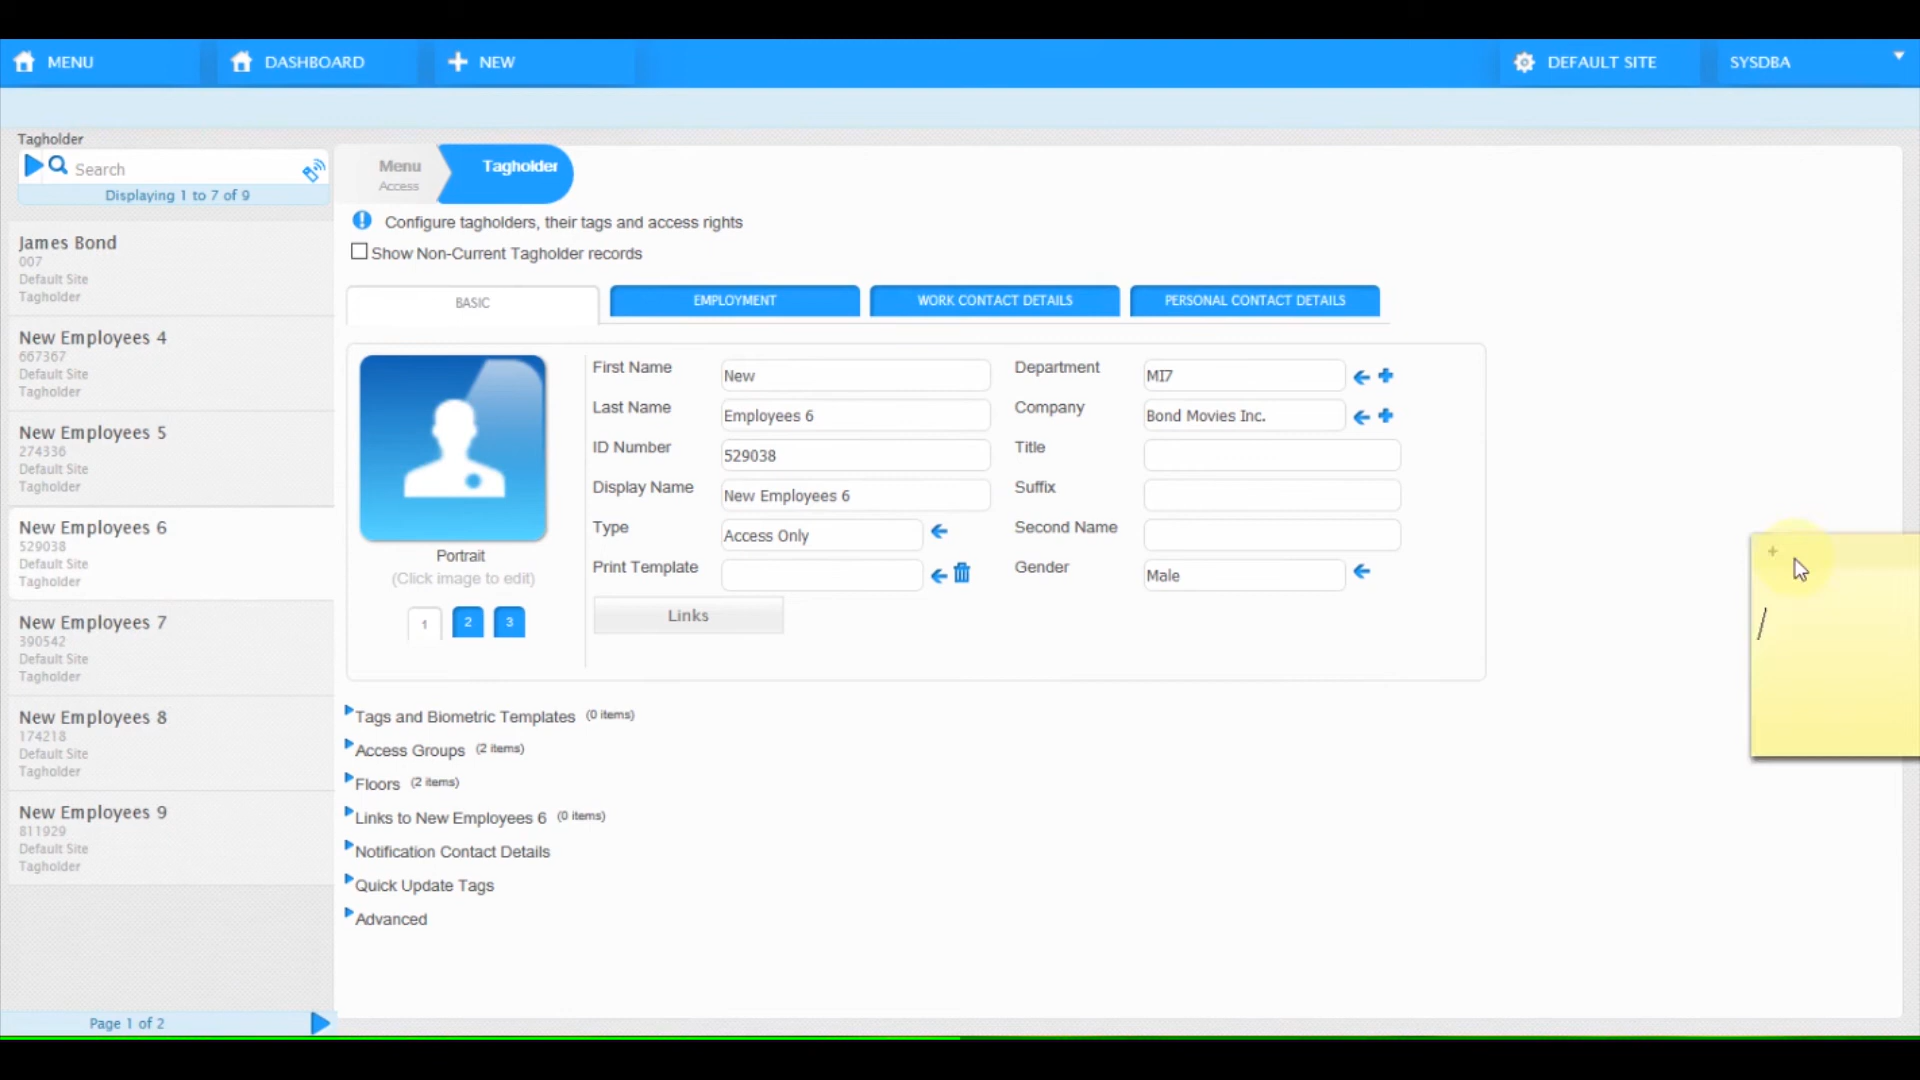 MENU
DASHBOARD
NEW
DEFAULT SITE
SYSDBA
Tagholder
Search
Displaying 1 to 7 of 9
James Bond
007
Default Site
Tagholder
New Employees 4
667367
Default Site
Tagholder
New Employees 5
274336
Default Site
Tagholder
New Employees 6
529038
Default Site
Tagholder
New Employees 7
390542
Default Site
Tagholder
New Employees 8
174218
Default Site
Tagholder
New Employees 9
811929
Default Site
Tagholder
Page 1 of 2
Menu
Access
Tagholder
Configure tagholders, their tags and access rights
Show Non-Current Tagholder records
BASIC
EMPLOYMENT
WORK CONTACT DETAILS
PERSONAL CONTACT DETAILS
Portrait
(Click image to edit)
1 2 3
First Name New
Last Name Employees 6
ID Number 529038
Display Name New Employees 6
Type Access Only
Print Template
Links
Department MI7
Company Bond Movies Inc.
Title
Suffix
Second Name
Gender Male
Tags and Biometric Templates (0 items)
Access Groups (2 items)
Floors (2 items)
Links to New Employees 6 (0 items)
Notification Contact Details
Quick Update Tags
Advanced
+
/